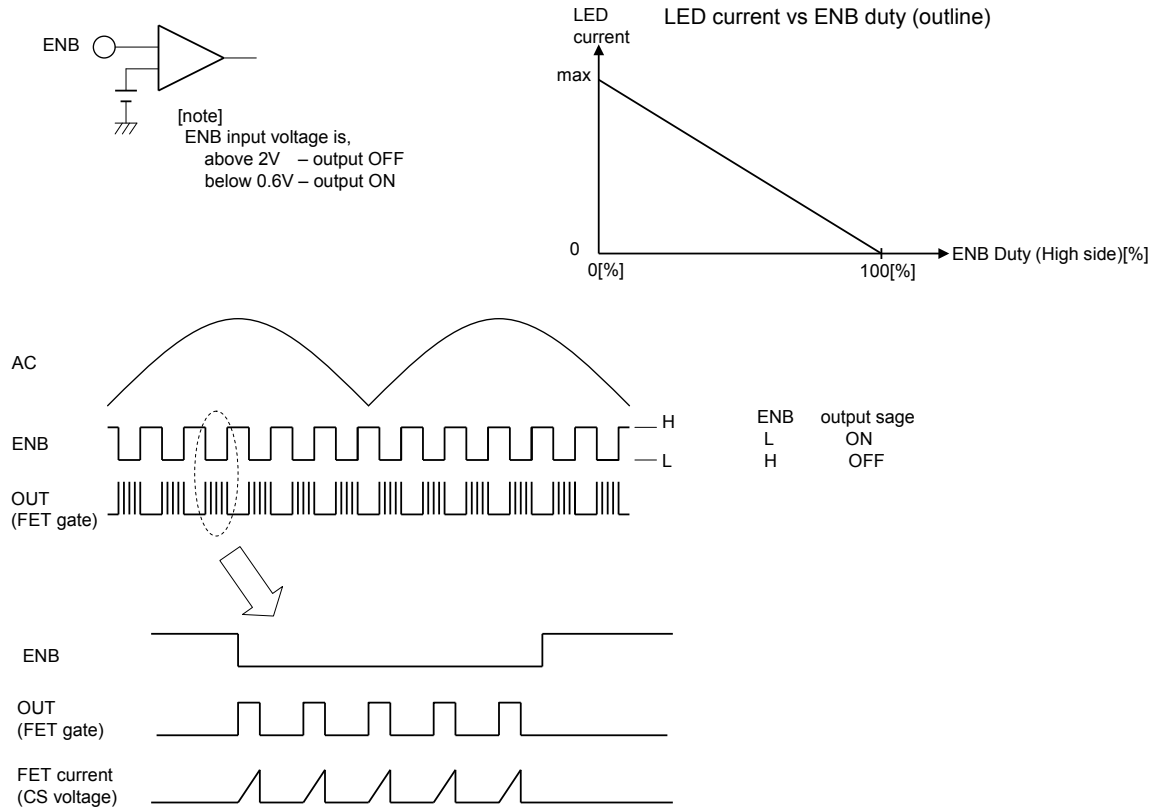 LED current vs ENB duty (outline)
LED
current
max
0
0[%]
100[%]
ENB Duty (High side)[%]
ENB
[note]
ENB input voltage is,
above 2V – output OFF
below 0.6V – output ON
AC
ENB
H
L
OUT
(FET gate)
ENB output sage
L ON
H OFF
ENB
OUT
(FET gate)
FET current
(CS voltage)